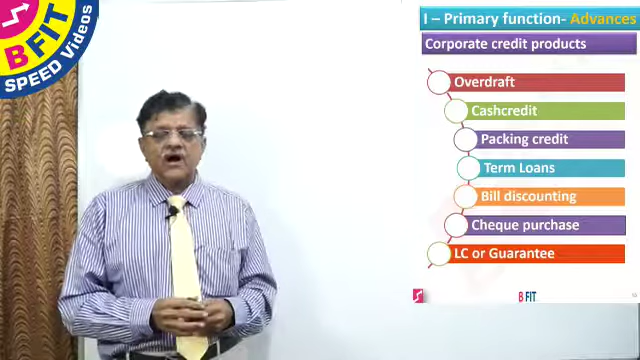 BFIT
SPEED Videos
I – Primary function- Advances
Corporate credit products
Overdraft
Cashcredit
Packing credit
Term Loans
Bill discounting
Cheque purchase
LC or Guarantee
B FIT